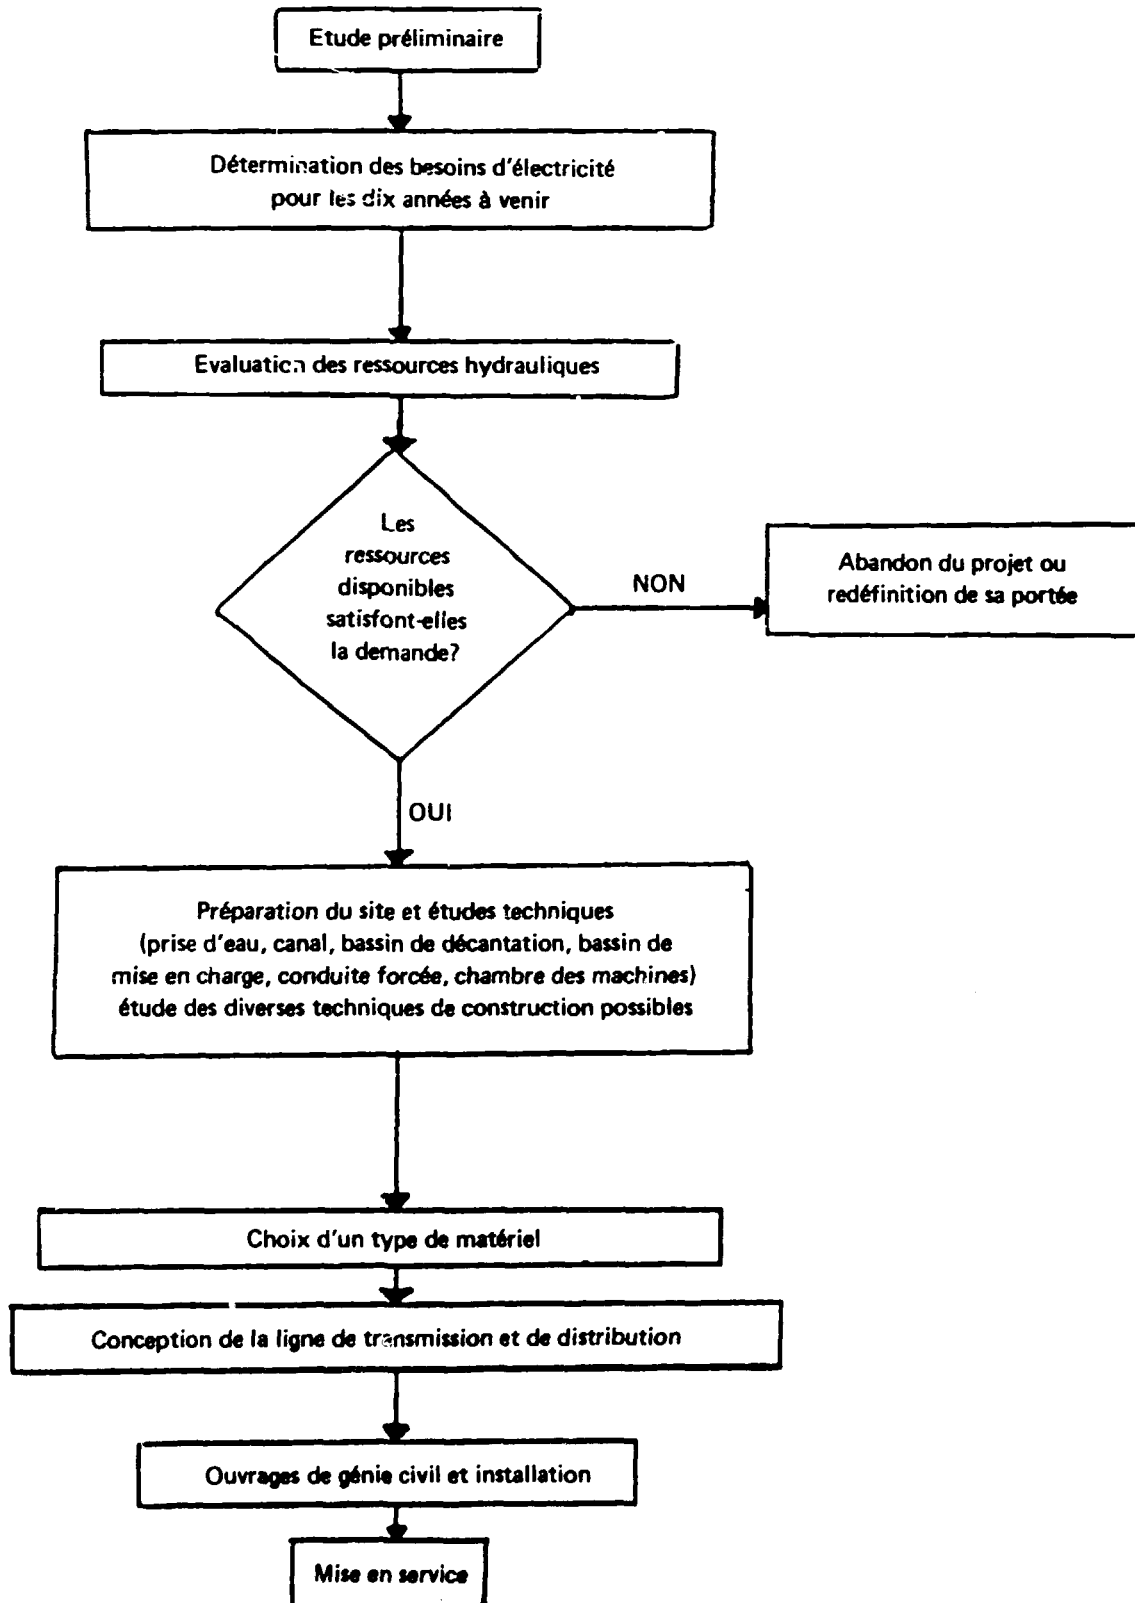 Etude préliminaire
Détermination des besoins d'électricité
pour les dix années à venir
Evaluation des ressources hydrauliques
Les
ressources
disponibles
satisfont-elles
la demande?
NON
Abandon du projet ou
redéfinition de sa portée
OUI
Préparation du site et études techniques
(prise d'eau, canal, bassin de décantation, bassin de
mise en charge, conduite forcée, chambre des machines)
étude des diverses techniques de construction possibles
Choix d'un type de matériel
Conception de la ligne de transmission et de distribution
Ouvrages de génie civil et installation
Mise en service